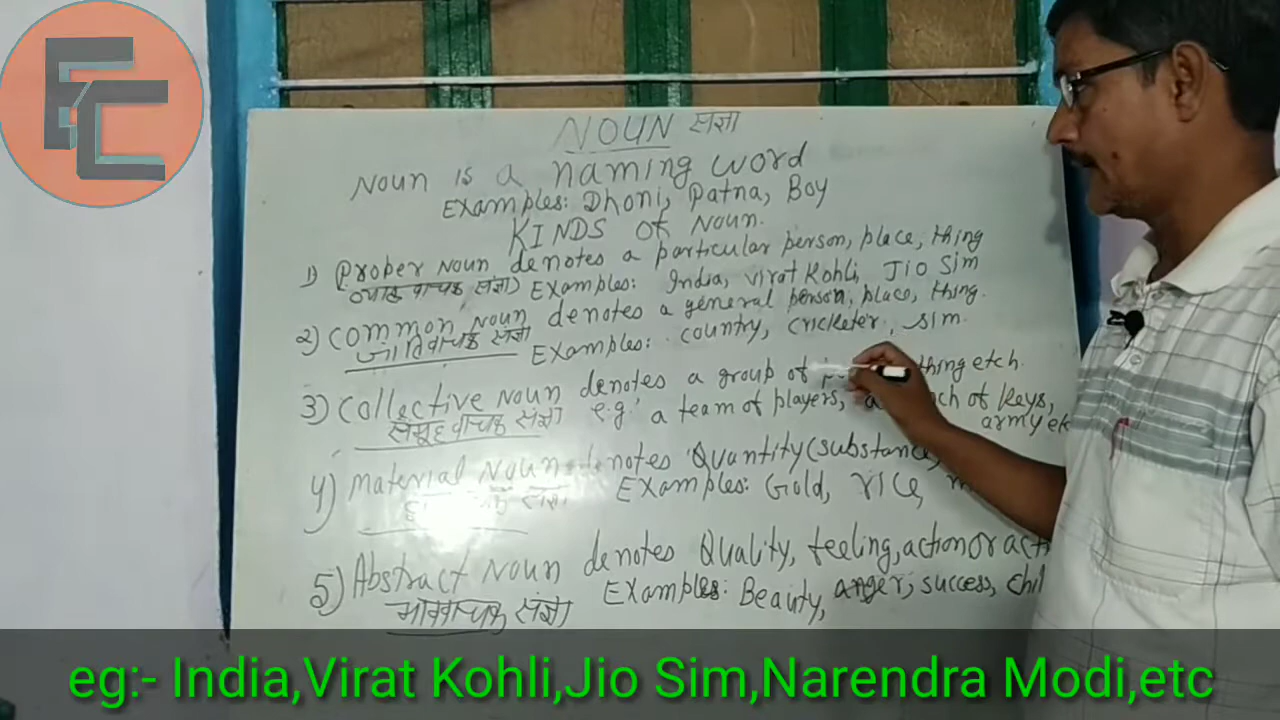 FC
NOUN संज्ञा
Noun is a naming word
Examples: Dhoni, Patna, Boy
KINDS OF NOUN.
1) Proper Noun denotes a particular person, place, thing
वाचक संज्ञा) Examples: India, Virat Kohli, Jio Sim
2) Common Noun denotes a general person, place, thing.
जातिवाचक संज्ञा Examples: country, cricketer, sim.
3) Collective Noun denotes a group of thing etch.
समूहवाचक संज्ञा e.g: a team of players, a of keys,
army etc
4) Material Noun denotes Quantity (substance
संज्ञा Examples: Gold, rice,
5) Abstract Noun denotes Quality, feeling, action or
भाववाचक संज्ञा Examples: Beauty, anger, success,
eg:- India,Virat Kohli,Jio Sim,Narendra Modi,etc